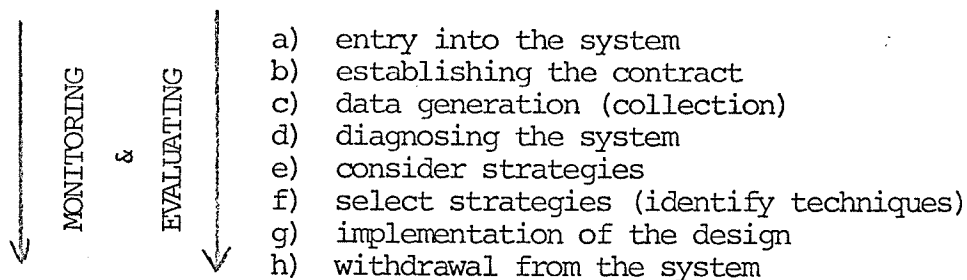 MONITORING
&
EVALUATING
a) entry into the system
b) establishing the contract
c) data generation (collection)
d) diagnosing the system
e) consider strategies
f) select strategies (identify techniques)
g) implementation of the design
h) withdrawal from the system